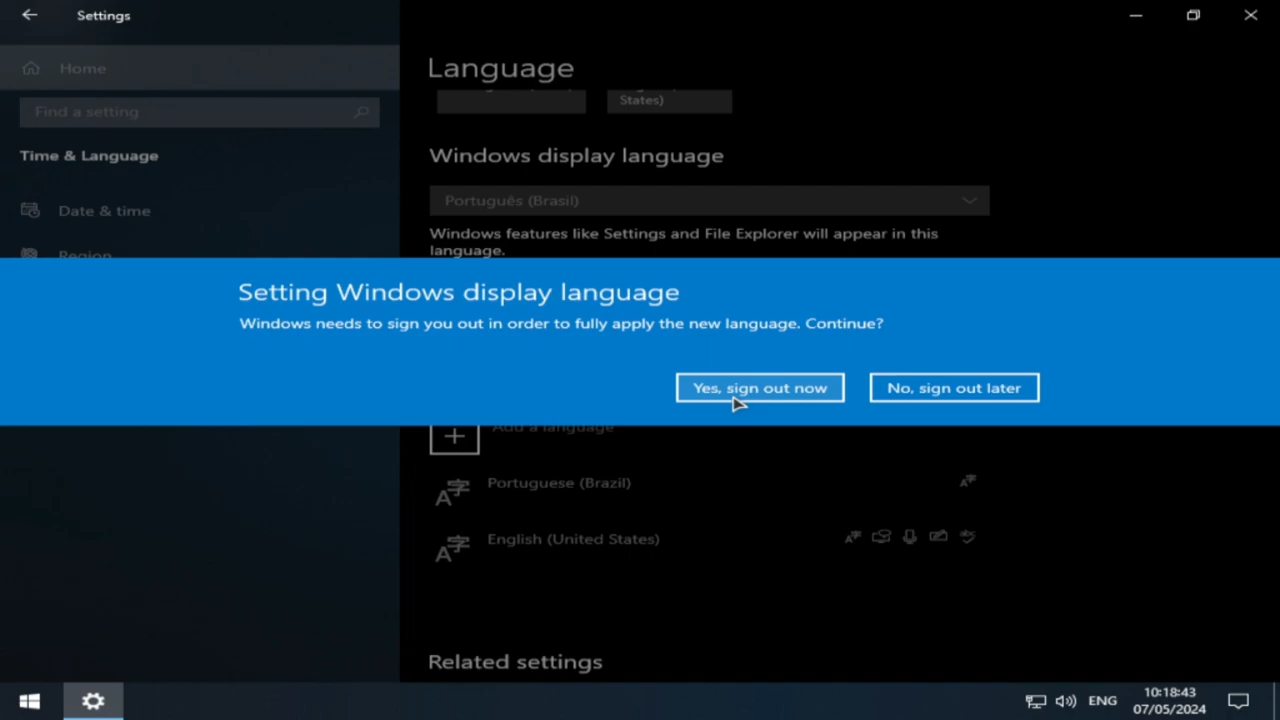 Settings
Home
Find a setting
Time & Language
Date & time
Region
Language
States)
Windows display language
Português (Brasil)
Windows features like Settings and File Explorer will appear in this
language.
Setting Windows display language
Windows needs to sign you out in order to fully apply the new language. Continue?
Yes, sign out now
No, sign out later
Add a language
Portuguese (Brazil)
English (United States)
Related settings
ENG
10:18:43
07/05/2024